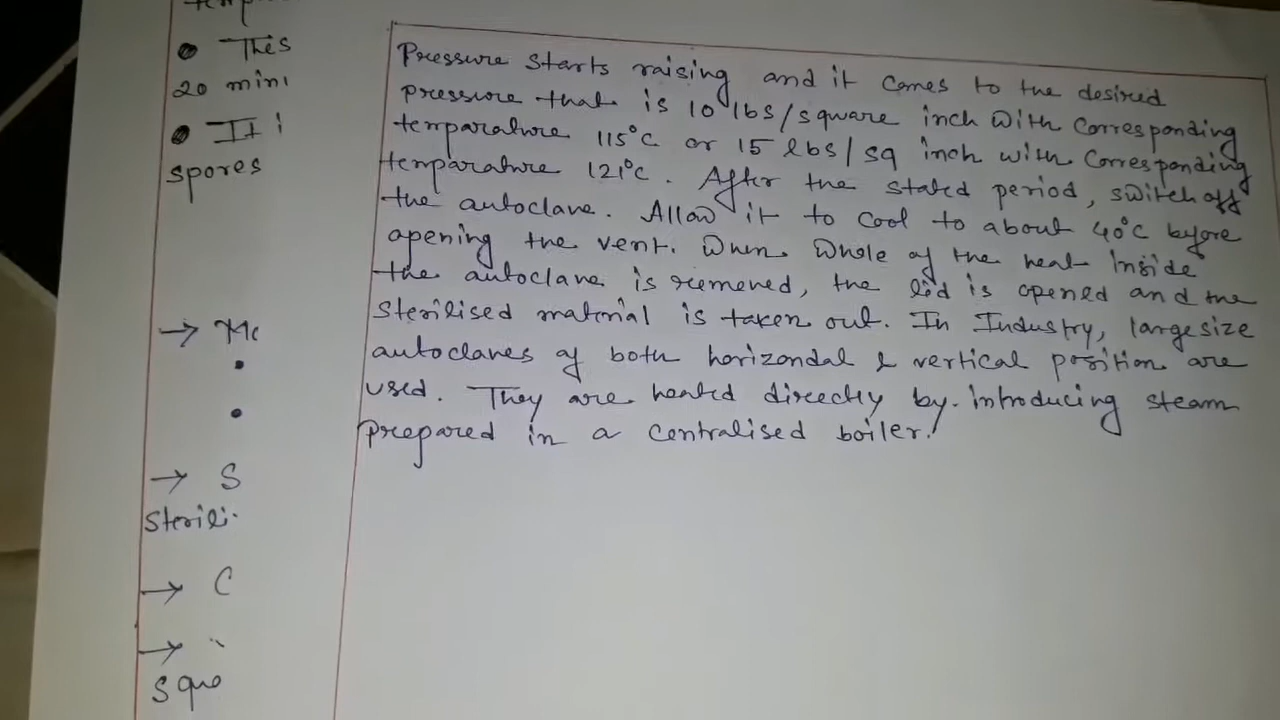 • This
20 mini
• It i
spores
→ Mc
→ S
Sterili
→ C
→
squa
Pressure starts raising and it comes to the desired
pressure that is 10 lbs/square inch with corresponding
temparature 115°C or 15 lbs/sq inch with corresponding
temparature 121°C. After the stated period, switch off
the autoclave. Allow it to cool to about 40°C before
opening the vent. When whole of the heat inside
the autoclave is removed, the lid is opened and the
sterilised material is taken out. In Industry, large size
autoclaves of both horizondal & vertical position are
used. They are heated directly by introducing steam
prepared in a centralised boiler.